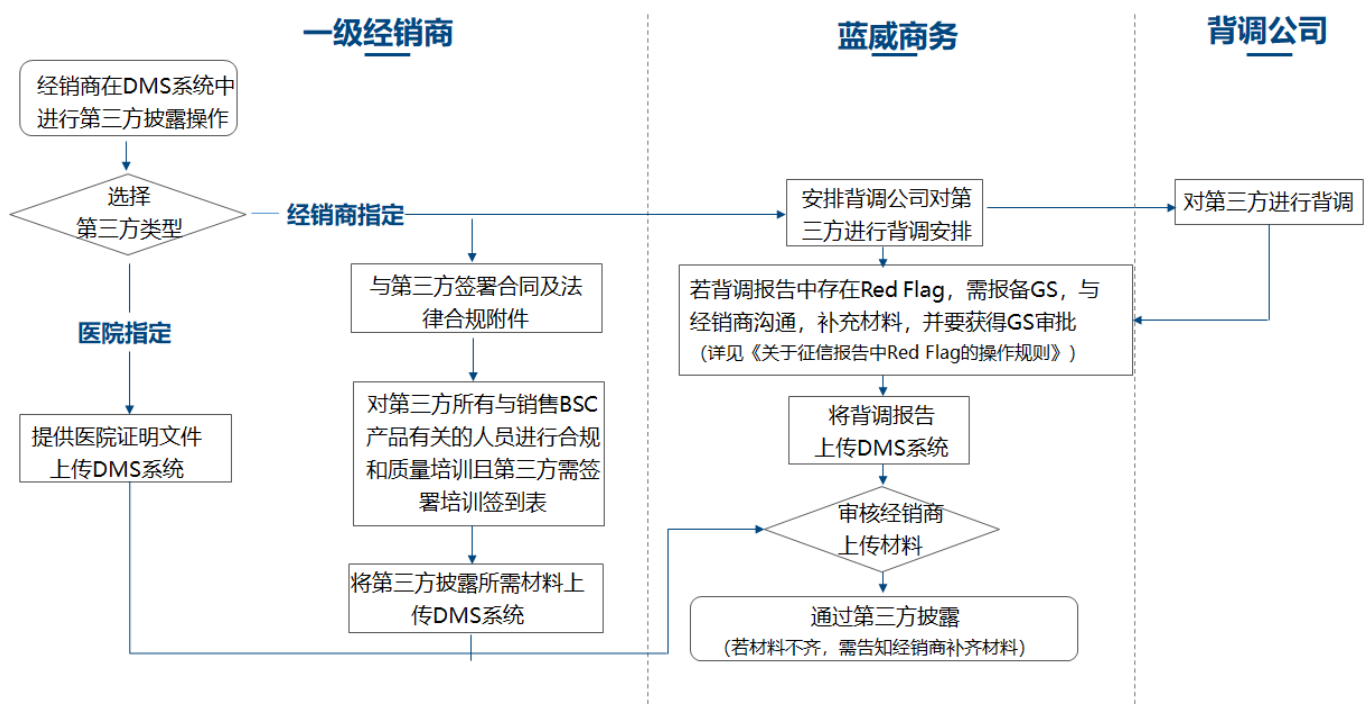 一级经销商
蓝威商务
背调公司
经销商在DMS系统中
进行第三方披露操作
选择
第三方类型
经销商指定
安排背调公司对第
三方进行背调安排
对第三方进行背调
与第三方签署合同及法
律合规附件
若背调报告中存在Red Flag，需报备GS，与
经销商沟通，补充材料，并要获得GS审批
（详见《关于征信报告中Red Flag的操作规则》）
医院指定
对第三方所有与销售BSC
产品有关的人员进行合规
和质量培训且第三方需签
署培训签到表
将背调报告
上传DMS系统
提供医院证明文件
上传DMS系统
审核经销商
上传材料
将第三方披露所需材料上
传DMS系统
通过第三方披露
（若材料不齐，需告知经销商补齐材料）